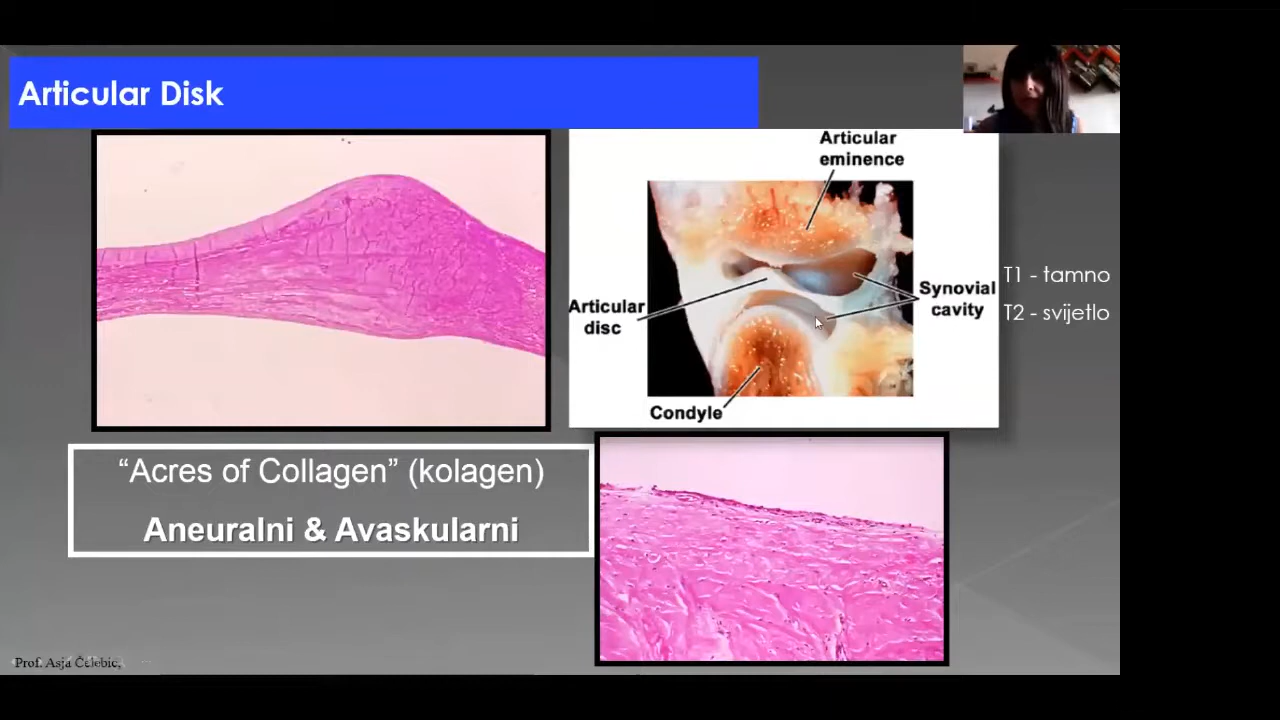 Articular Disk
Articular
eminence
Articular
disc
Synovial
cavity
Condyle
T1 - tamno
T2 - svijetlo
“Acres of Collagen” (kolagen)
Aneuralni & Avaskularni
Prof. Asja Čelebić,